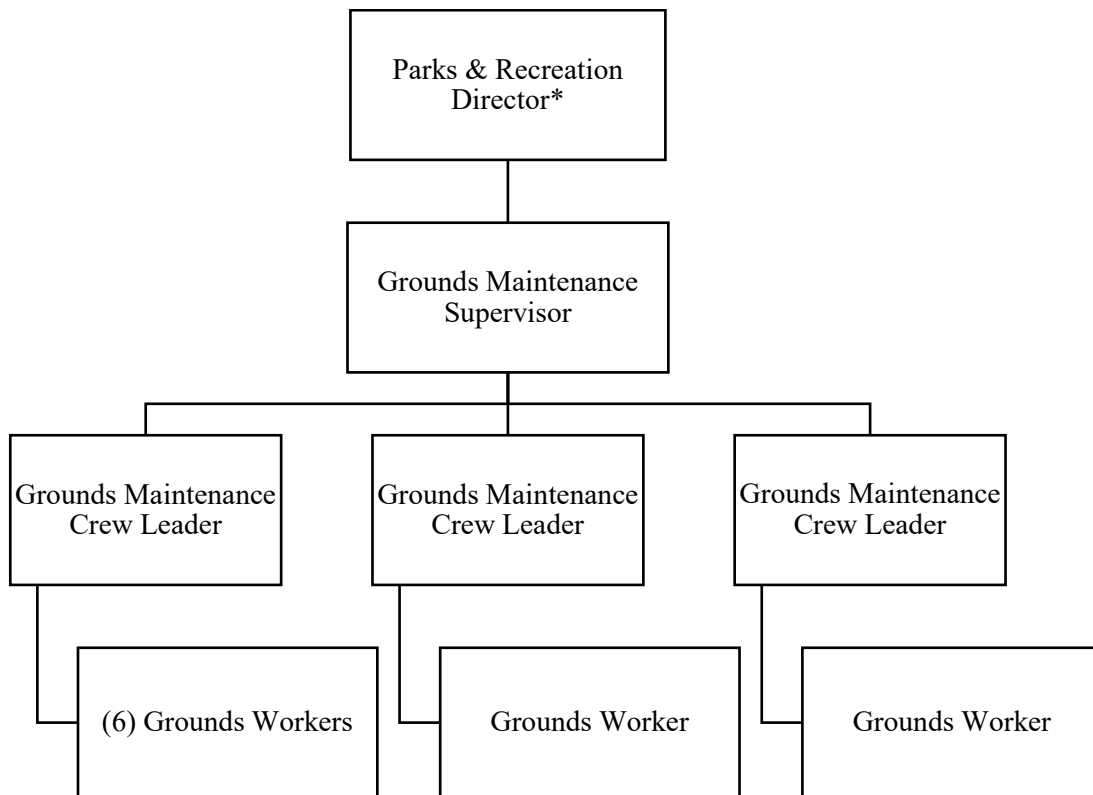 Parks & Recreation
Director*
Grounds Maintenance
Supervisor
Grounds Maintenance
Crew Leader
Grounds Maintenance
Crew Leader
Grounds Maintenance
Crew Leader
(6) Grounds Workers
Grounds Worker
Grounds Worker